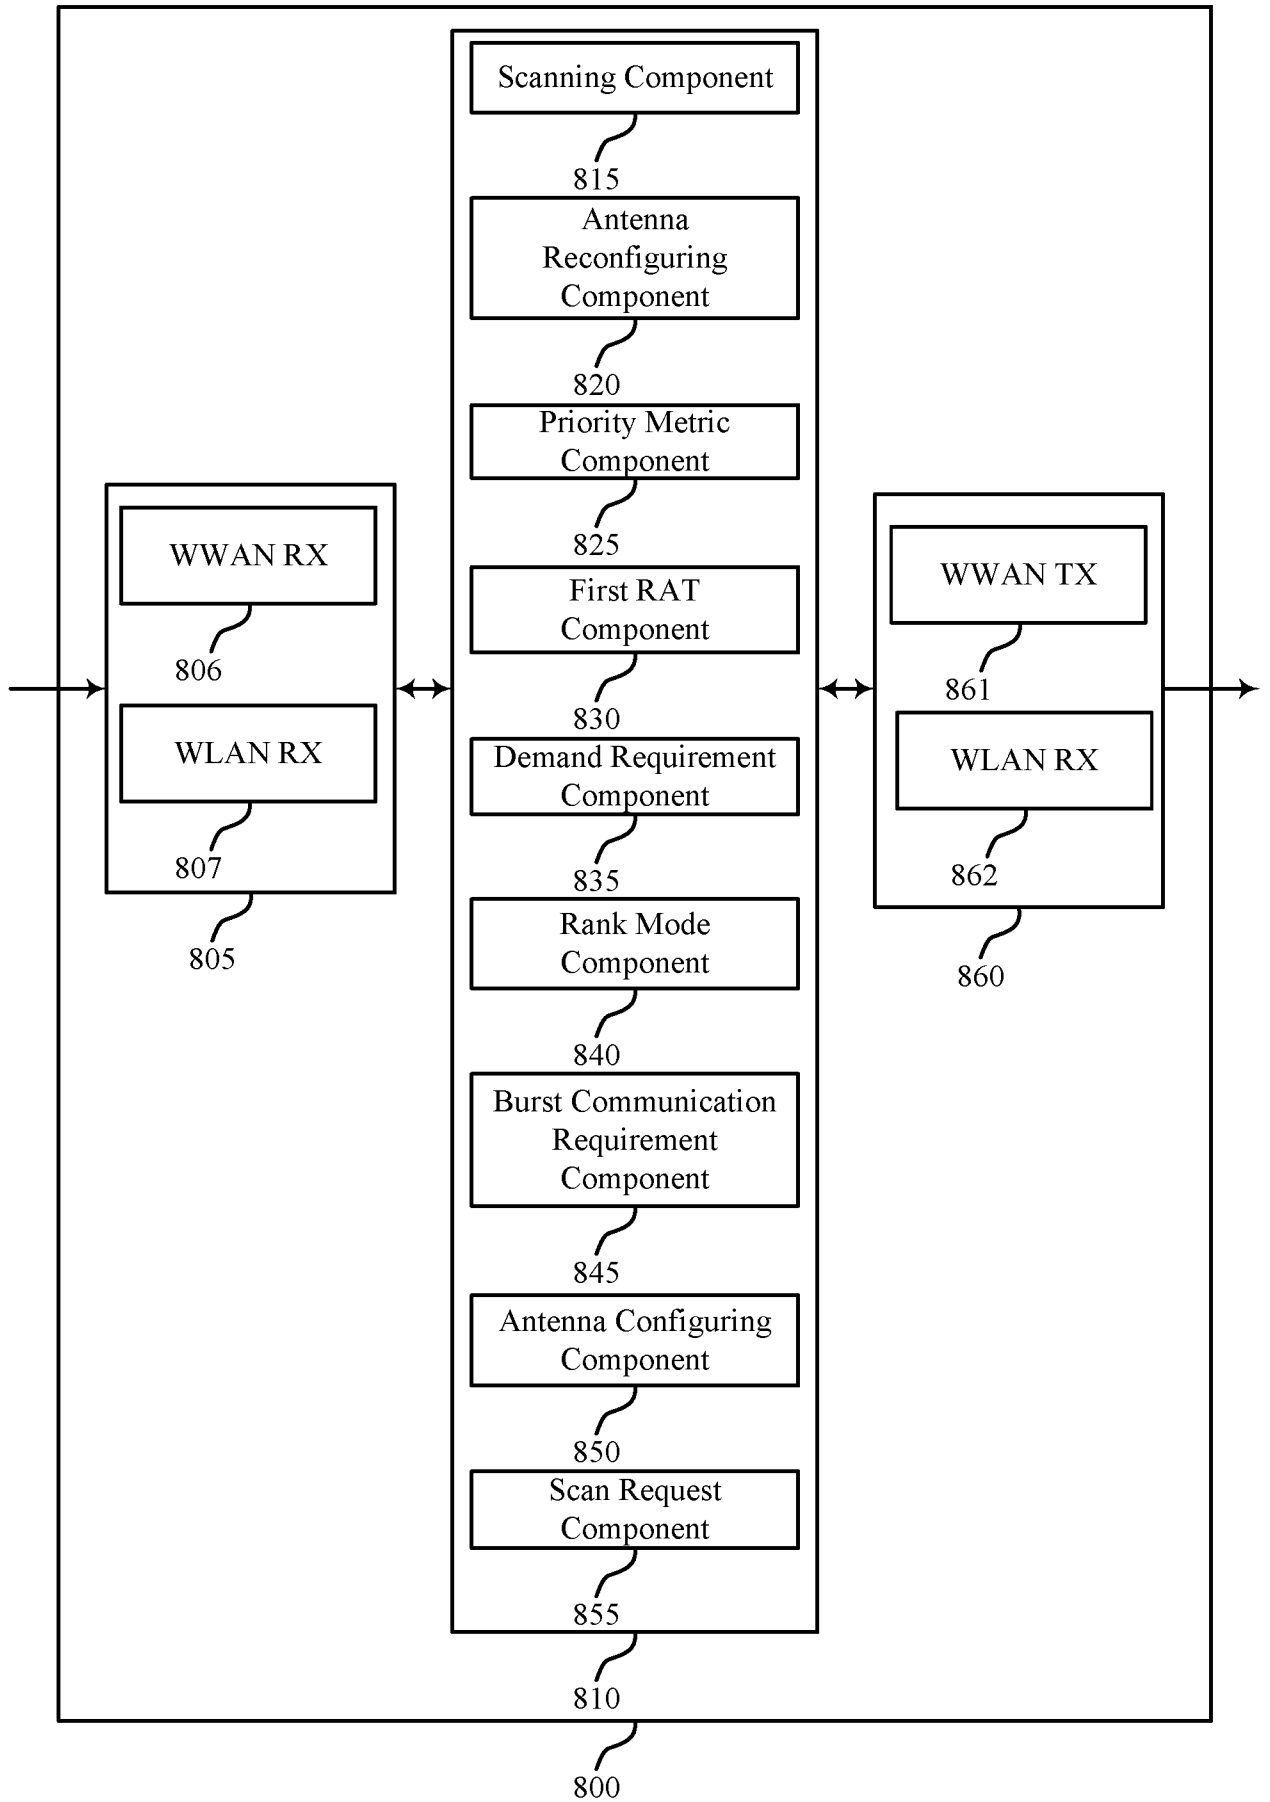 Scanning Component
815
Antenna
Reconfiguring
Component
820
Priority Metric
Component
825
First RAT
Component
830
Demand Requirement
Component
835
Rank Mode
Component
840
Burst Communication
Requirement
Component
845
Antenna Configuring
Component
850
Scan Request
Component
855
810
WWAN RX
806
WLAN RX
807
805
WWAN TX
861
WLAN RX
862
860
800